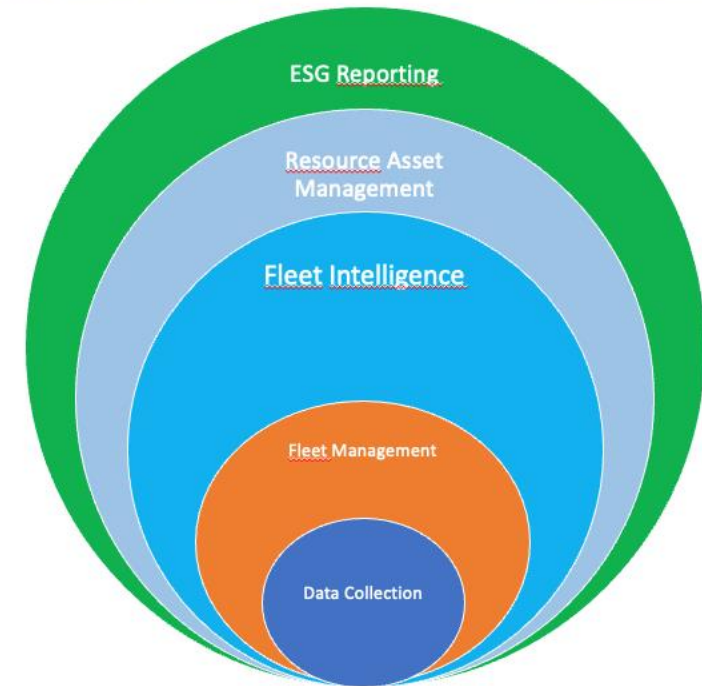 ESG Reporting
Resource Asset
Management
Fleet Intelligence
Fleet Management
Data Collection